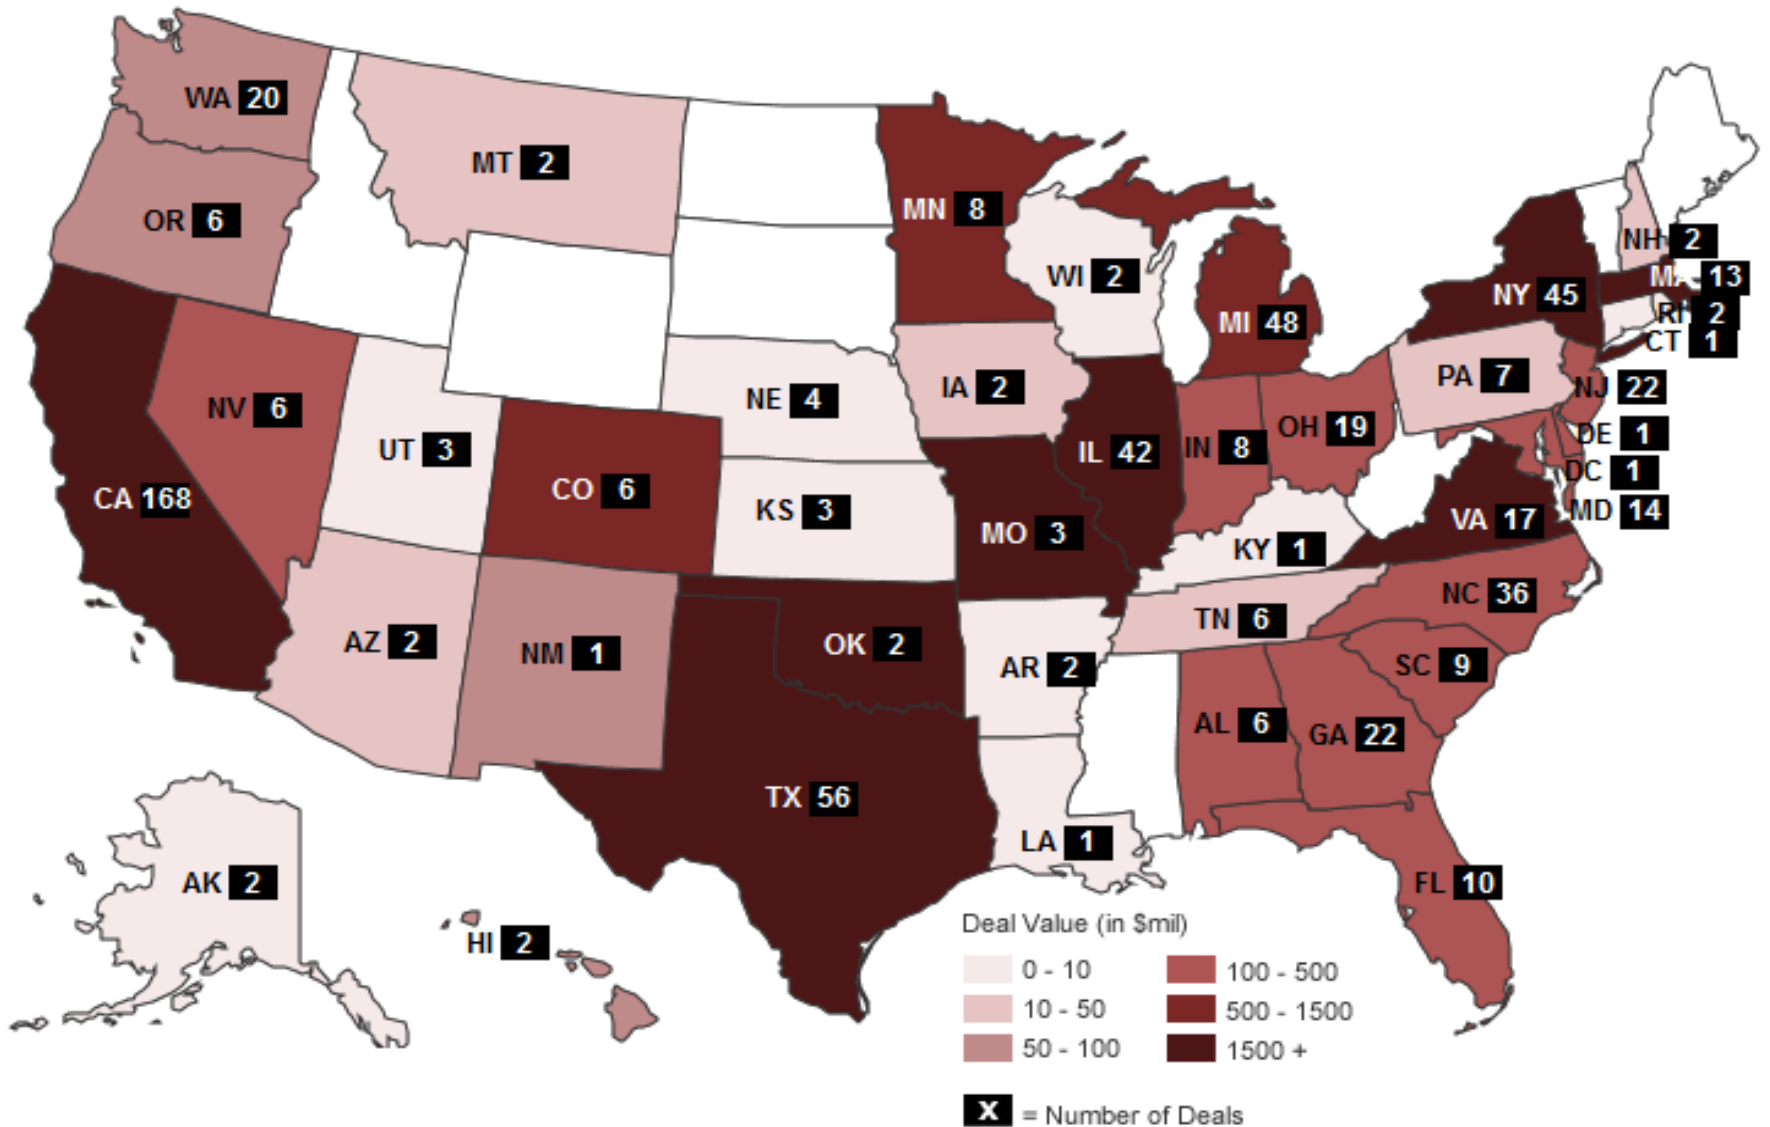 WA 20
MT 2
OR 6
MN 8
NH 2
WI 2
MA 13
NY 45
RI 2
MI 48
CT 1
PA 7
IA 2
NJ 22
NE 4
NV 6
OH 19
DE 1
UT 3
IL 42
IN 8
DC 1
CO 6
CA 168
KS 3
MD 14
VA 17
MO 3
KY 1
NC 36
TN 6
AZ 2
OK 2
NM 1
AR 2
SC 9
AL 6
GA 22
TX 56
LA 1
AK 2
FL 10
HI 2
Deal Value (in $mil)
0 - 10
100 - 500
10 - 50
500 - 1500
50 - 100
1500 +
X = Number of Deals